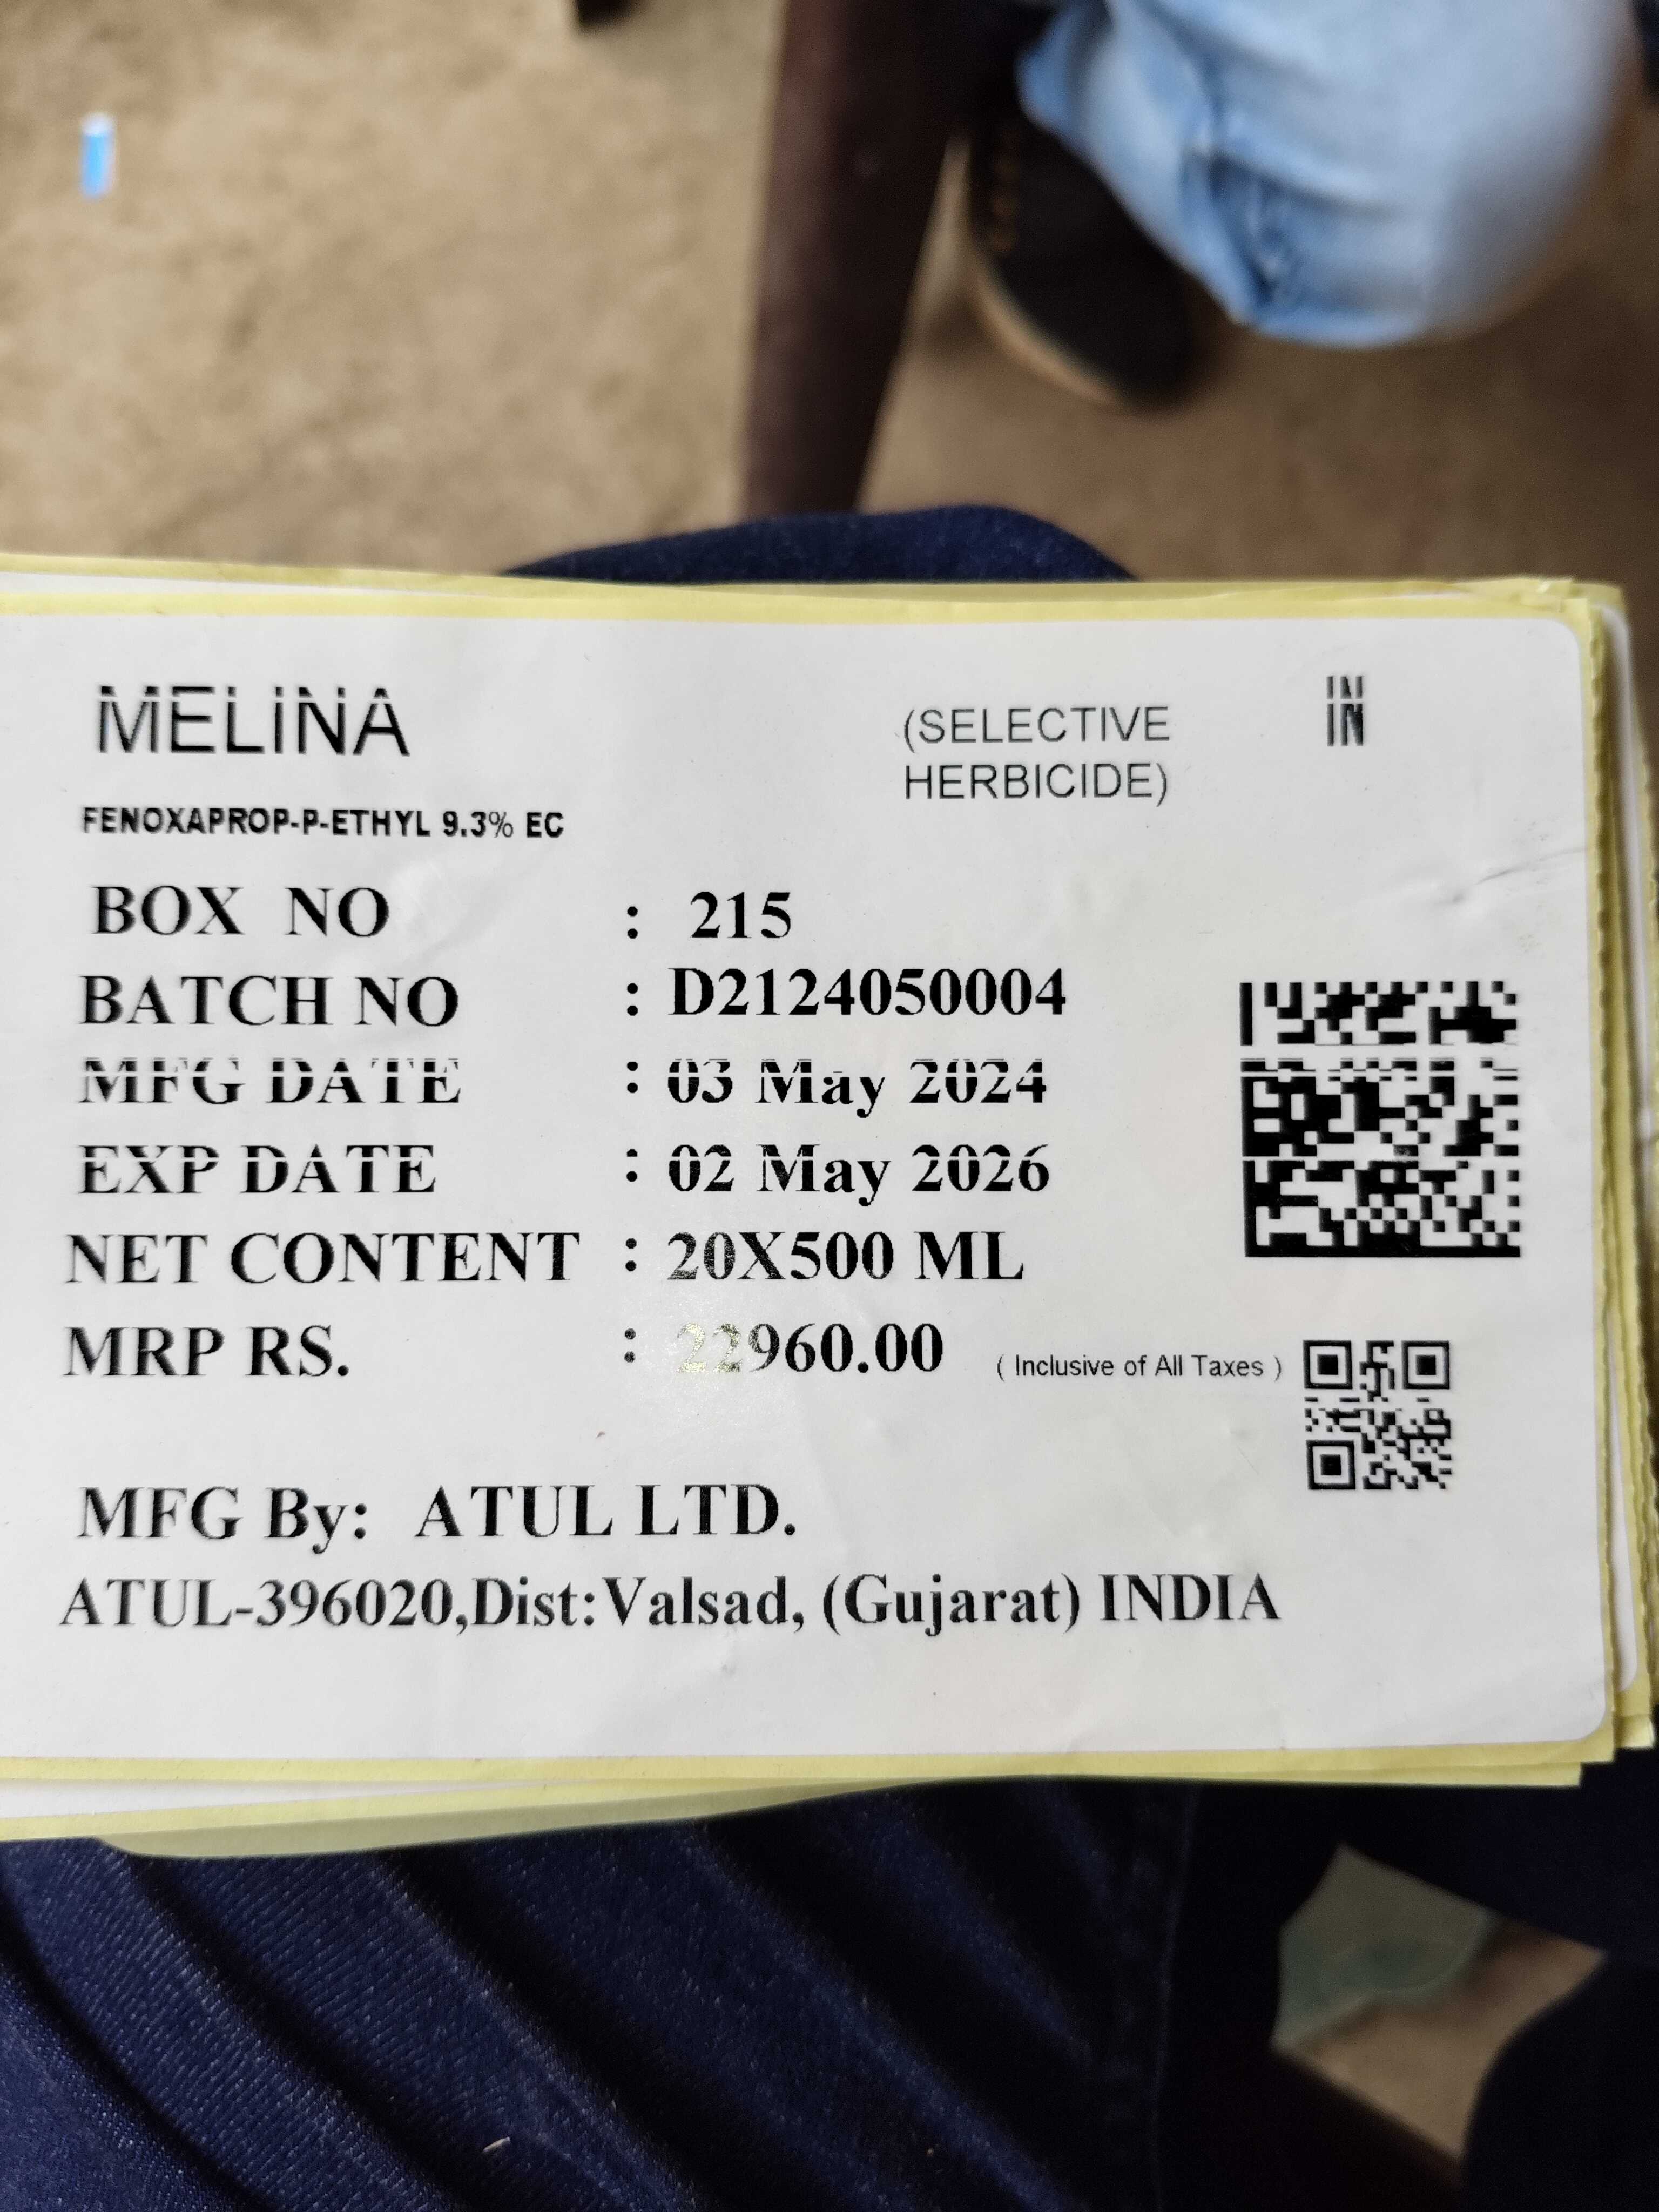 MELINA
(SELECTIVE
HERBICIDE)
IN
FENOXAPROP-P-ETHYL 9.3% EC
BOX NO : 215
BATCH NO : D2124050004
MFG DATE : 03 May 2024
EXP DATE : 02 May 2026
NET CONTENT : 20X500 ML
MRP RS. : 22960.00 ( Inclusive of All Taxes )
MFG By: ATUL LTD.
ATUL-396020,Dist:Valsad, (Gujarat) INDIA